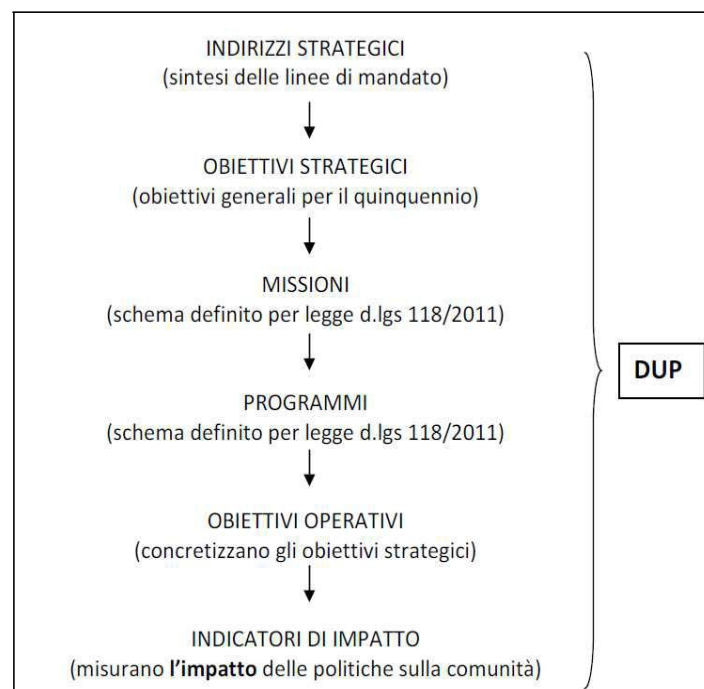 INDIRIZZI STRATEGICI
(sintesi delle linee di mandato)
OBIETTIVI STRATEGICI
(obiettivi generali per il quinquennio)
MISSIONI
(schema definito per legge d.lgs 118/2011)
PROGRAMMI
(schema definito per legge d.lgs 118/2011)
OBIETTIVI OPERATIVI
(concretizzano gli obiettivi strategici)
INDICATORI DI IMPATTO
(misurano l'impatto delle politiche sulla comunità)
DUP